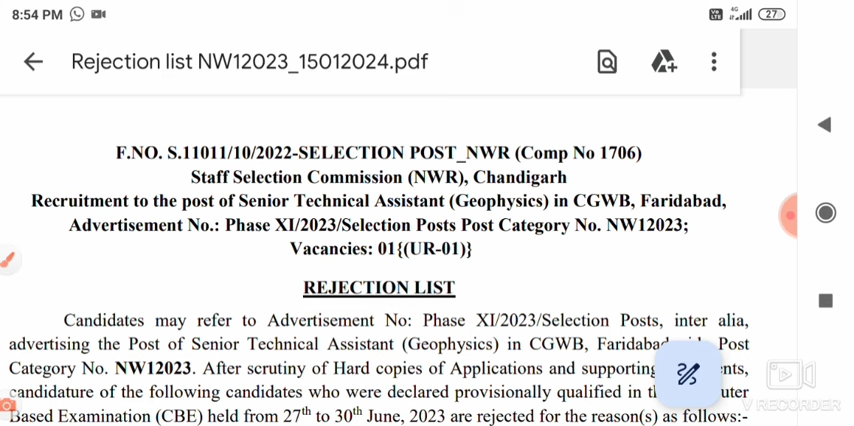 8:54 PM
4G
Vo LTE
27
Rejection list NW12023_15012024.pdf
F.NO. S.11011/10/2022-SELECTION POST_NWR (Comp No 1706)
Staff Selection Commission (NWR), Chandigarh
Recruitment to the post of Senior Technical Assistant (Geophysics) in CGWB, Faridabad,
Advertisement No.: Phase XI/2023/Selection Posts Post Category No. NW12023;
Vacancies: 01{(UR-01)}
REJECTION LIST
Candidates may refer to Advertisement No: Phase XI/2023/Selection Posts, inter alia,
advertising the Post of Senior Technical Assistant (Geophysics) in CGWB, Post
Category No. NW12023. After scrutiny of Hard copies of Applications and supporting
candidature of the following candidates who were declared provisionally qualified in
Based Examination (CBE) held from 27th to 30th June, 2023 are rejected for the reason(s) as follows:-
V RECORDER